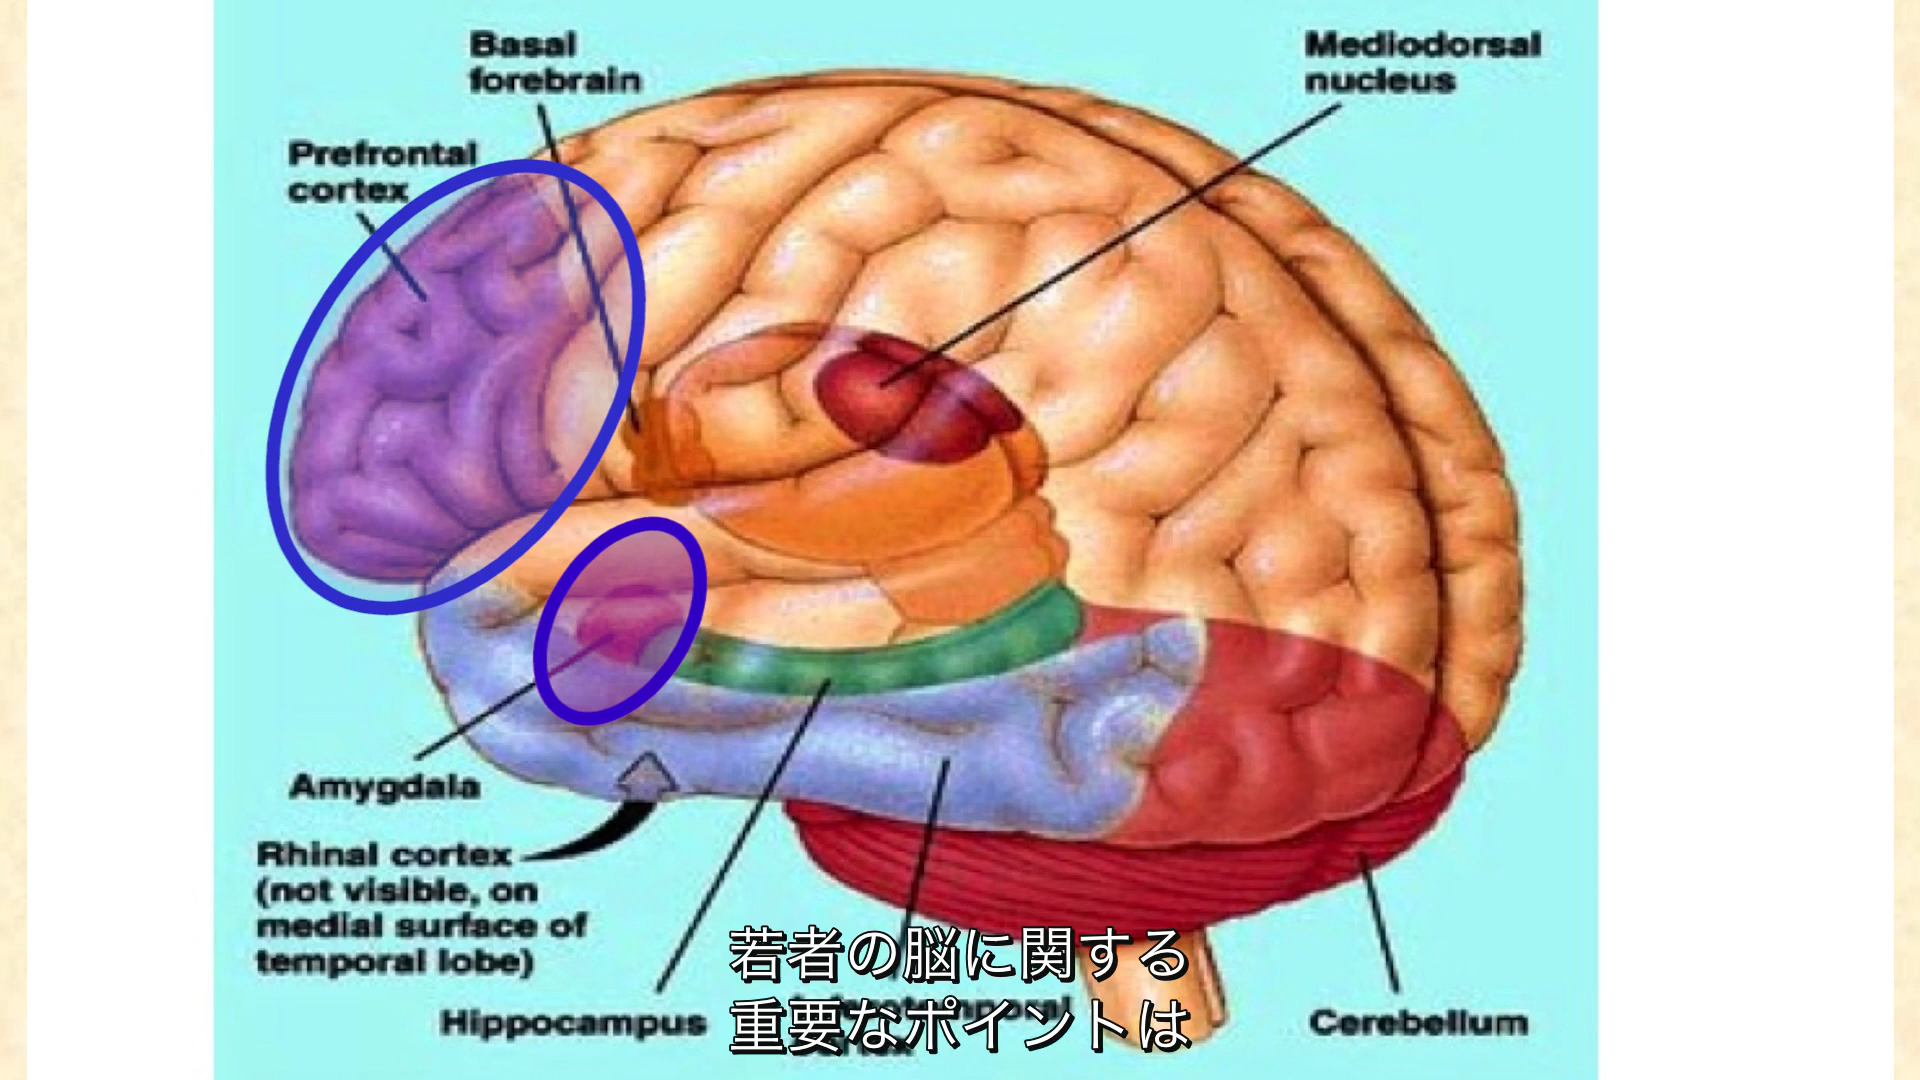 Basal
forebrain
Mediodorsal
nucleus
Prefrontal
cortex
Amygdala
Rhinal cortex
(not visible, on
medial surface of
temporal lobe)
Hippocampus
Cerebellum
若者の脳に関する
重要なポイントは